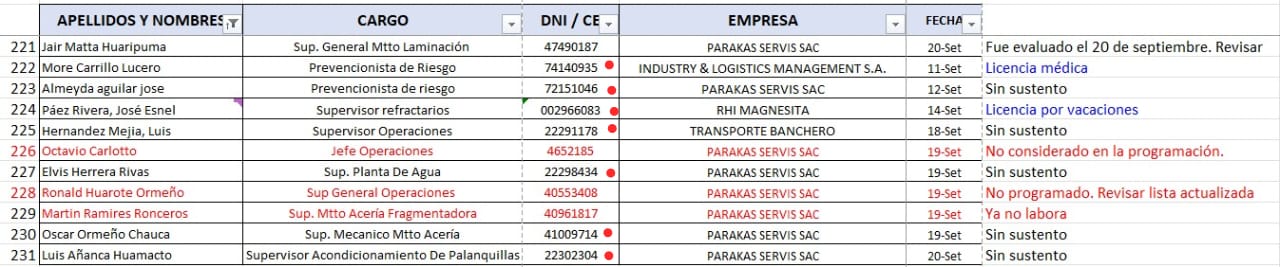 APELLIDOS Y NOMBRES CARGO DNI / CE EMPRESA FECHA
221 Jair Matta Huaripuma Sup. General Mtto Laminación 47490187 PARAKAS SERVIS SAC 20-Set Fue evaluado el 20 de septiembre. Revisar
222 More Carrillo Lucero Prevencionista de Riesgo 74140935 INDUSTRY & LOGISTICS MANAGEMENT S.A. 11-Set Licencia médica
223 Almeyda aguilar jose Prevencionista de riesgo 72151046 PARAKAS SERVIS SAC 12-Set Sin sustento
224 Páez Rivera, José Esnel Supervisor refractarios 002966083 RHI MAGNESITA 14-Set Licencia por vacaciones
225 Hernandez Mejia, Luis Supervisor Operaciones 22291178 TRANSPORTE BANCHERO 18-Set Sin sustento
226 Octavio Carlotto Jefe Operaciones 4652185 PARAKAS SERVIS SAC 19-Set No considerado en la programación.
227 Elvis Herrera Rivas Sup. Planta De Agua 22298434 PARAKAS SERVIS SAC 19-Set Sin sustento
228 Ronald Huarote Ormeño Sup General Operaciones 40553408 PARAKAS SERVIS SAC 19-Set No programado. Revisar lista actualizada
229 Martin Ramires Ronceros Sup. Mtto Acería Fragmentadora 40961817 PARAKAS SERVIS SAC 19-Set Ya no labora
230 Oscar Ormeño Chauca Sup. Mecanico Mtto Acería 41009714 PARAKAS SERVIS SAC 19-Set Sin sustento
231 Luis Añanca Huamacto Supervisor Acondicionamiento De Palanquillas 22302304 PARAKAS SERVIS SAC 20-Set Sin sustento